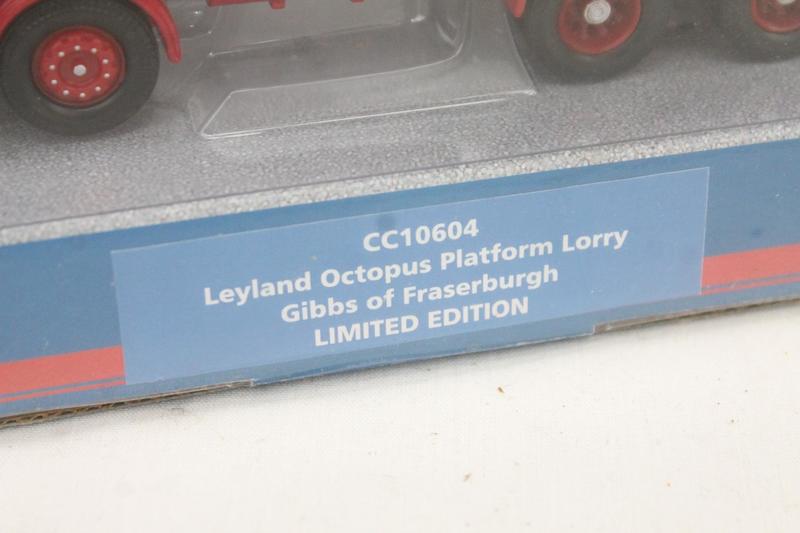 CC10604
Leyland Octopus Platform Lorry
Gibbs of Fraserburgh
LIMITED EDITION